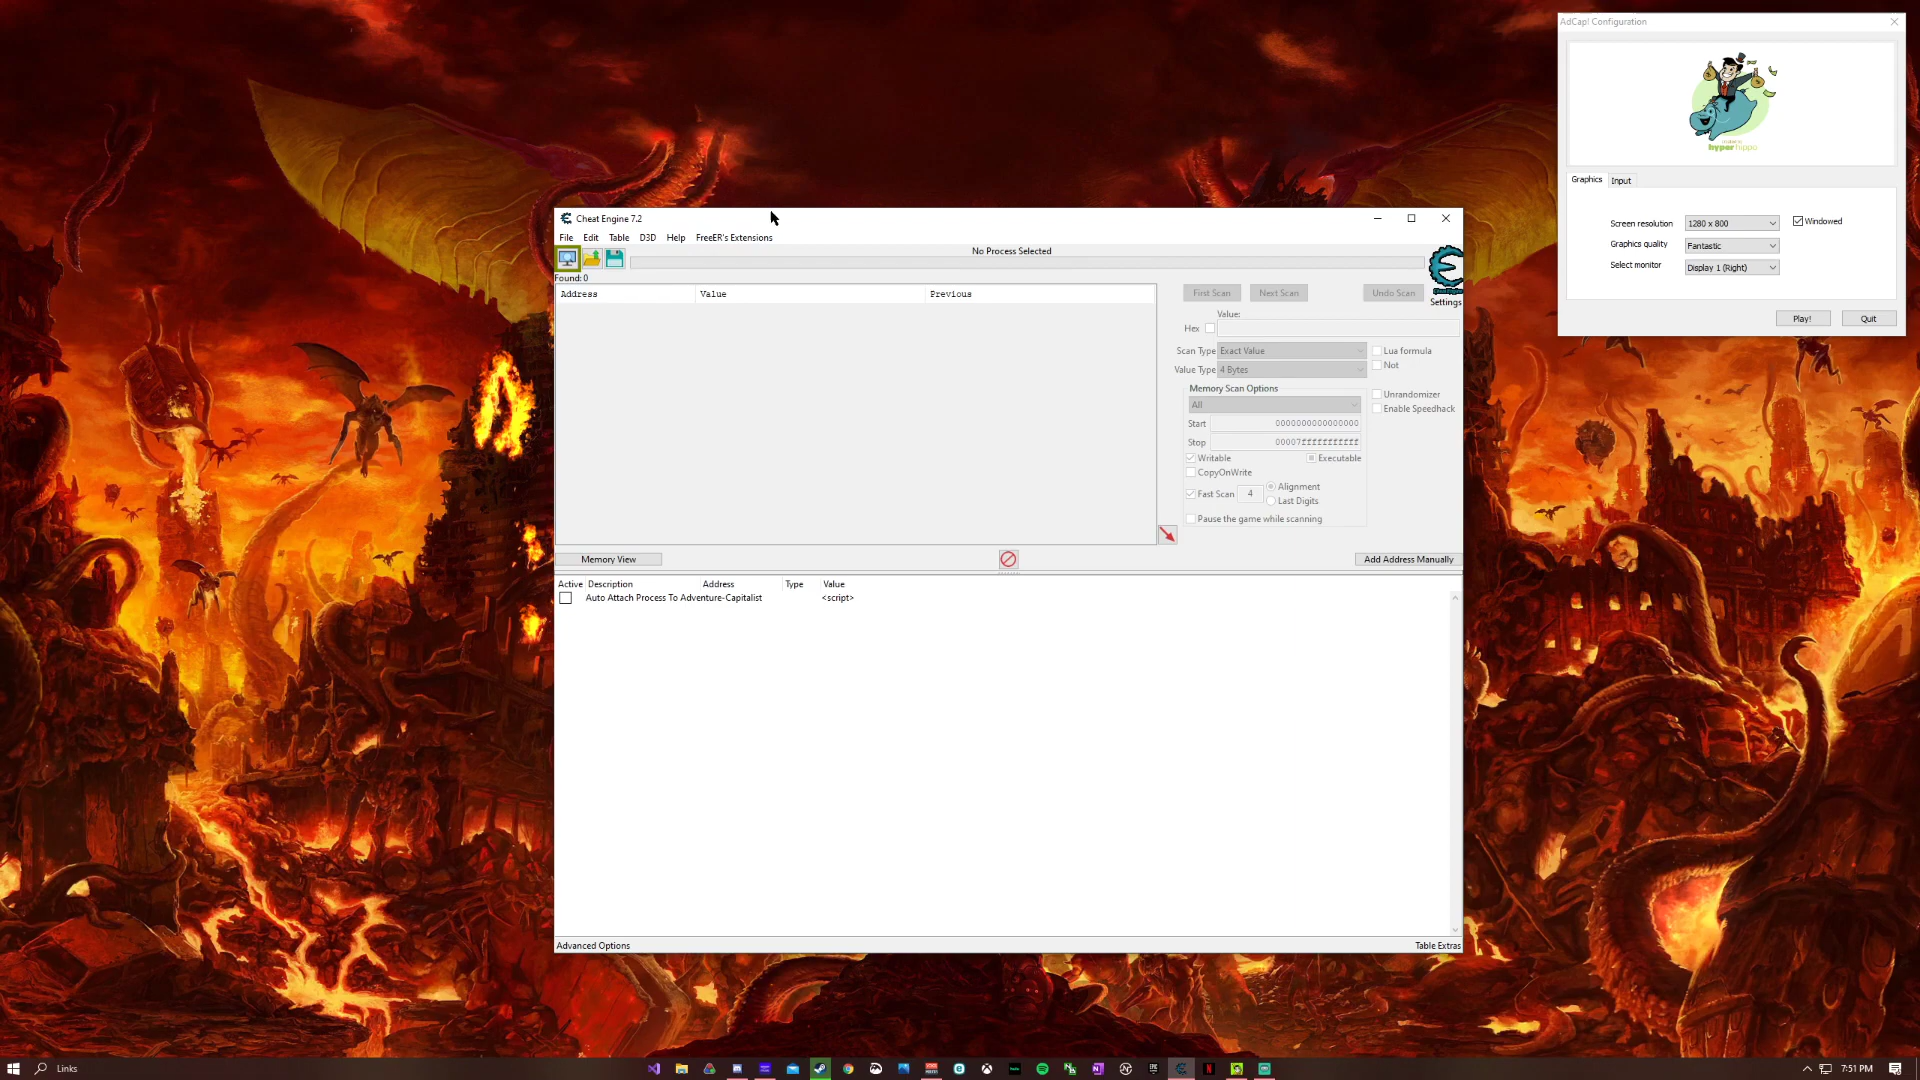 AdCap! Configuration
hyperhippo
Graphics
Input
Screen resolution
1280 x 800
Windowed
Graphics quality
Fantastic
Select monitor
Display 1 (Right)
Play!
Quit
Cheat Engine 7.2
File
Edit
Table
D3D
Help
FreeER's Extensions
No Process Selected
Found: 0
Address
Value
Previous
First Scan
Next Scan
Undo Scan
Settings
Value:
Hex
Scan Type
Exact Value
Lua formula
Value Type
4 Bytes
Not
Memory Scan Options
All
Unrandomizer
Enable Speedhack
Start
0000000000000000
Stop
00007fffffffffff
Writable
Executable
CopyOnWrite
Fast Scan
4
Alignment
Last Digits
Pause the game while scanning
Memory View
Add Address Manually
Active
Description
Address
Type
Value
Auto Attach Process To Adventure-Capitalist
<script>
Advanced Options
Table Extras
Links
7:51 PM